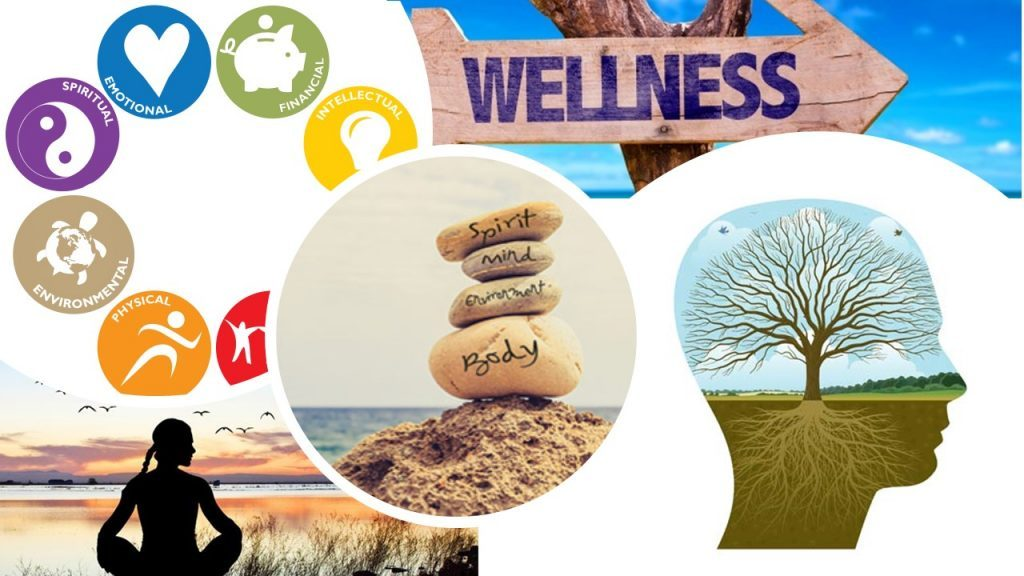 EMOTIONAL
FINANCIAL
SPIRITUAL
INTELLECTUAL
ENVIRONMENTAL
PHYSICAL
WELLNESS
Spirit
mind
Environment.
Body